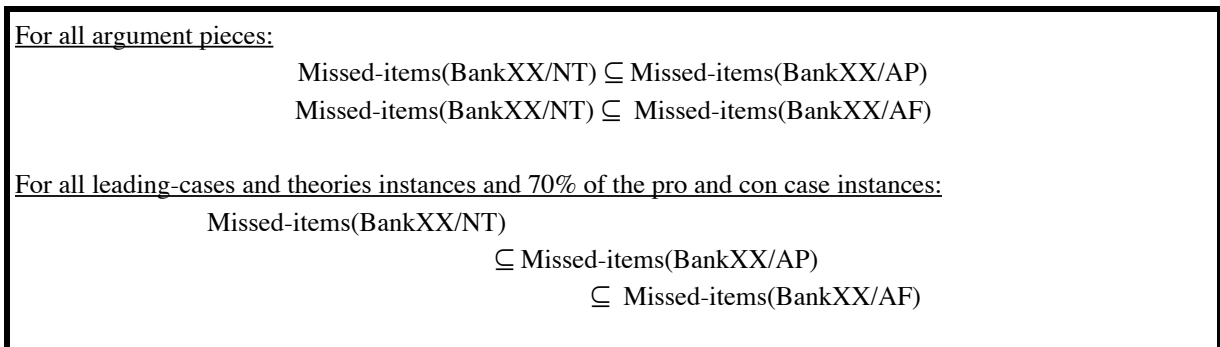 For all argument pieces:
Missed-items(BankXX/NT) ⊆ Missed-items(BankXX/AP)
Missed-items(BankXX/NT) ⊆ Missed-items(BankXX/AF)
For all leading-cases and theories instances and 70% of the pro and con case instances:
Missed-items(BankXX/NT)
⊆ Missed-items(BankXX/AP)
⊆ Missed-items(BankXX/AF)